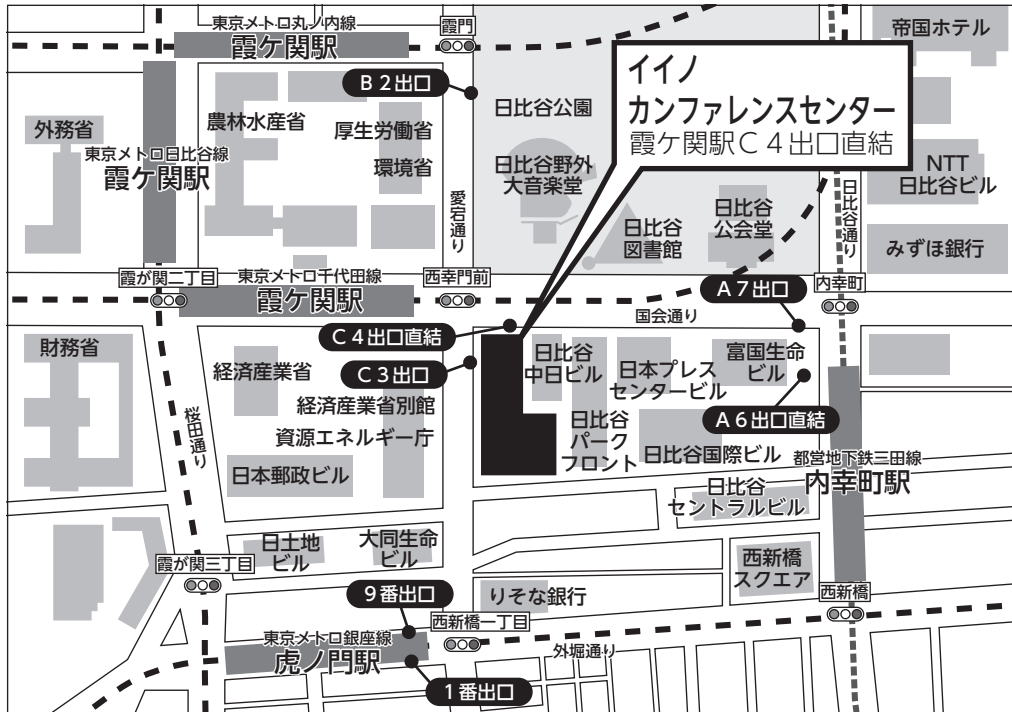 東京メトロ丸ノ内線
霞ケ関駅
霞門
帝国ホテル
イイノ
カンファレンスセンター
霞ケ関駅C4出口直結
B2出口
日比谷公園
外務省
農林水産省
厚生労働省
環境省
東京メトロ日比谷線
霞ケ関駅
日比谷野外
大音楽堂
NTT
日比谷ビル
愛宕通り
日比谷
図書館
日比谷
公会堂
日比谷通り
みずほ銀行
霞が関二丁目
東京メトロ千代田線
霞ケ関駅
西幸門前
A7出口
内幸町
国会通り
C4出口直結
財務省
経済産業省
C3出口
日比谷
中日ビル
日本プレス
センタービル
富国生命
ビル
経済産業省別館
資源エネルギー庁
A6出口直結
桜田通り
日比谷
パーク
フロント
日比谷国際ビル
都営地下鉄三田線
内幸町駅
日本郵政ビル
日比谷
セントラルビル
霞が関三丁目
日土地
ビル
大同生命
ビル
西新橋
スクエア
9番出口
りそな銀行
西新橋
西新橋一丁目
東京メトロ銀座線
虎ノ門駅
外堀通り
1番出口